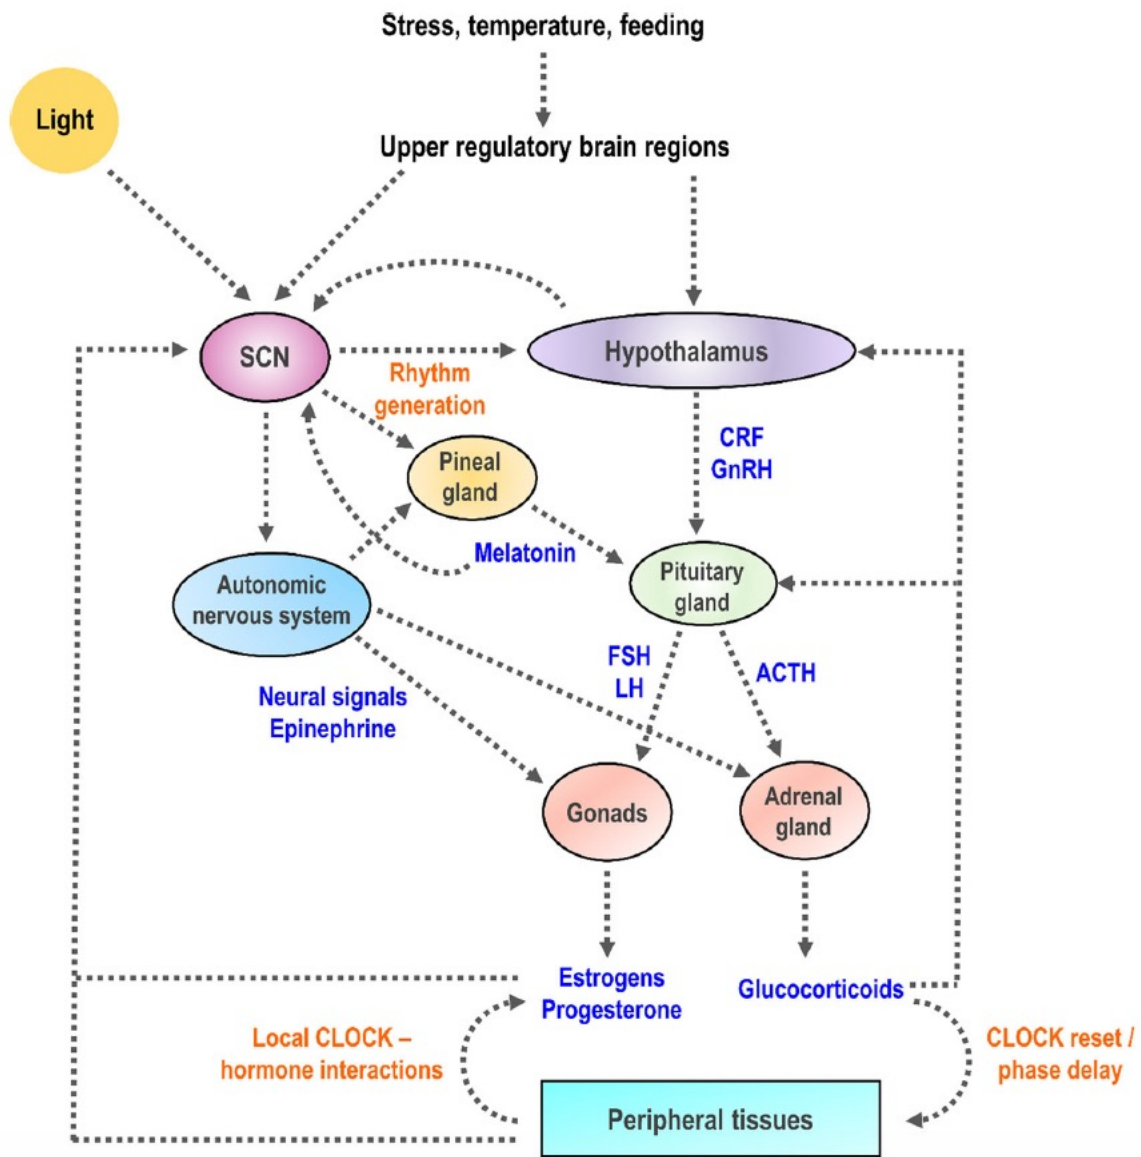 Stress, temperature, feeding
Light
Upper regulatory brain regions
SCN
Hypothalamus
Rhythm
generation
CRF
GnRH
Pineal
gland
Melatonin
Pituitary
gland
Autonomic
nervous system
FSH
LH
ACTH
Neural signals
Epinephrine
Gonads
Adrenal
gland
Estrogens
Progesterone
Glucocorticoids
Local CLOCK –
hormone interactions
CLOCK reset /
phase delay
Peripheral tissues